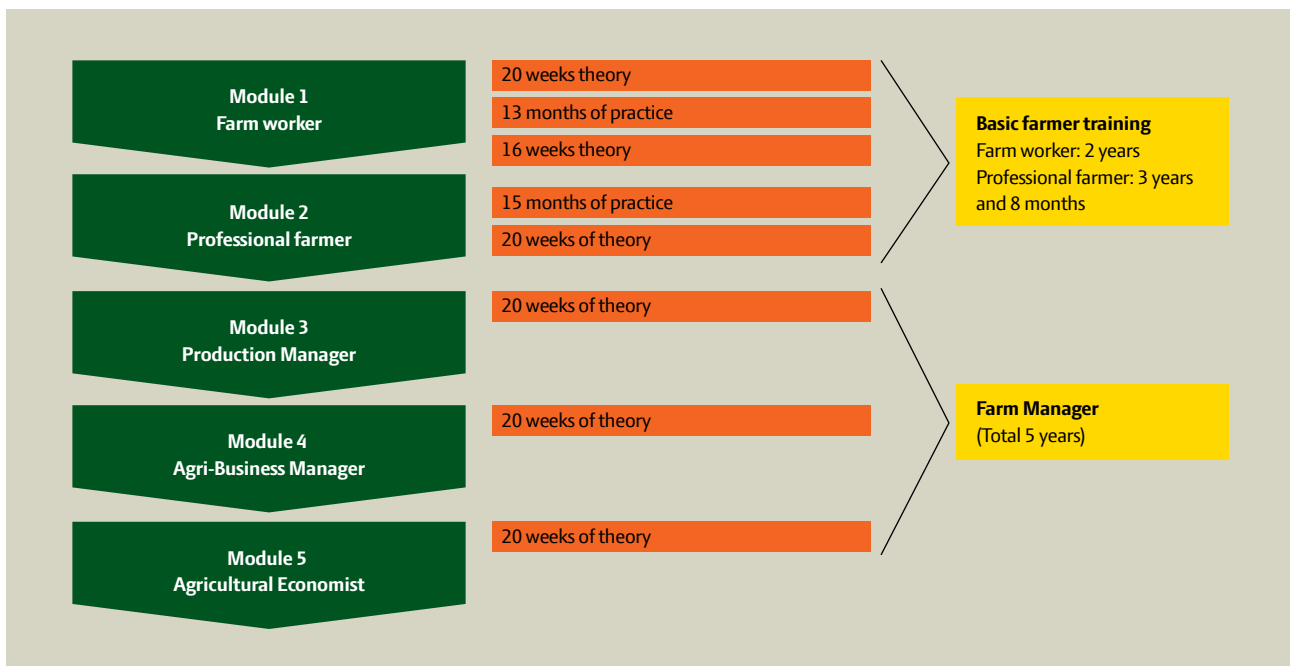 Module 1
Farm worker
20 weeks theory
13 months of practice
16 weeks theory
Module 2
Professional farmer
15 months of practice
20 weeks of theory
Basic farmer training
Farm worker: 2 years
Professional farmer: 3 years
and 8 months
Module 3
Production Manager
20 weeks of theory
Module 4
Agri-Business Manager
20 weeks of theory
Module 5
Agricultural Economist
20 weeks of theory
Farm Manager
(Total 5 years)